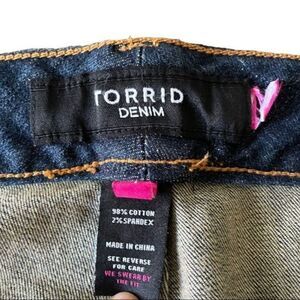 TORRID
DENIM
98% COTTON
2% SPANDEX
MADE IN CHINA
SEE REVERSE
FOR CARE
WE SWEAR BY
THE FIT